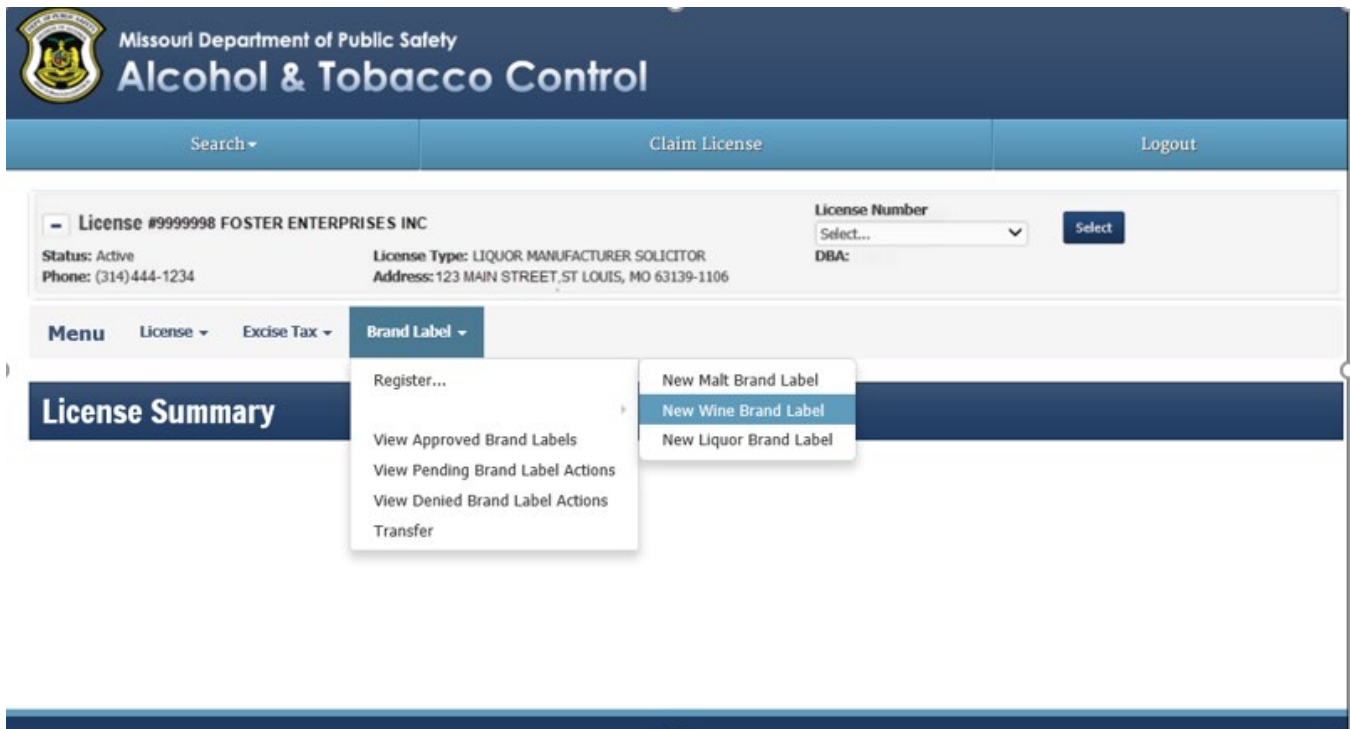 Missouri Department of Public Safety
Alcohol & Tobacco Control
Search
Claim License
Logout
License #9999998 FOSTER ENTERPRISES INC
License Number
Select...
Select
Status: Active
License Type: LIQUOR MANUFACTURER SOLICITOR
DBA:
Phone: (314)444-1234
Address: 123 MAIN STREET,ST LOUIS, MO 63139-1106
Menu
License
Excise Tax
Brand Label
Register...
New Malt Brand Label
New Wine Brand Label
New Liquor Brand Label
License Summary
View Approved Brand Labels
View Pending Brand Label Actions
View Denied Brand Label Actions
Transfer